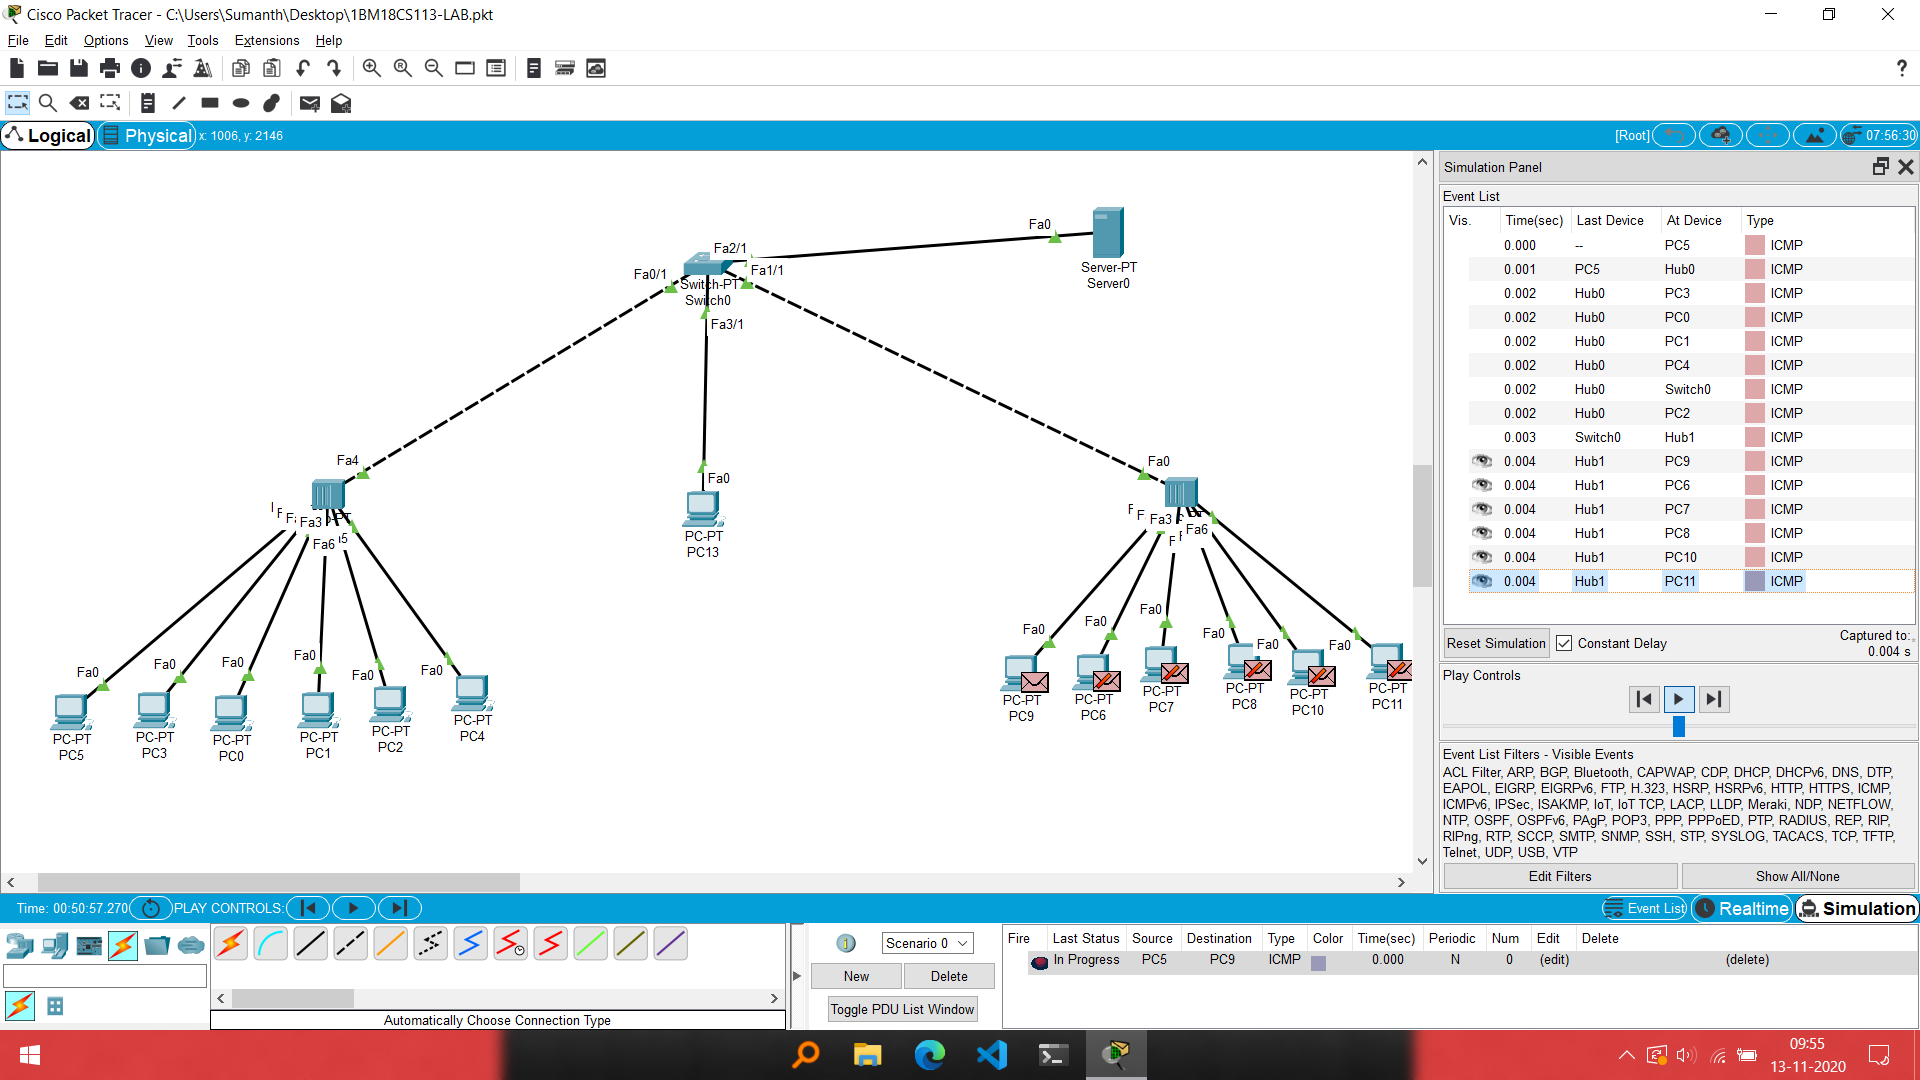 Cisco Packet Tracer - C:\Users\Sumanth\Desktop\1BM18CS113-LAB.pkt
File Edit Options View Tools Extensions Help
?
Logical Physical x: 1006, y: 2146 [Root] 07:56:30
Simulation Panel
Event List
Vis. Time(sec) Last Device At Device Type
0.000 -- PC5 ICMP
0.001 PC5 Hub0 ICMP
0.002 Hub0 PC3 ICMP
0.002 Hub0 PC0 ICMP
0.002 Hub0 PC1 ICMP
0.002 Hub0 PC4 ICMP
0.002 Hub0 Switch0 ICMP
0.002 Hub0 PC2 ICMP
0.003 Switch0 Hub1 ICMP
0.004 Hub1 PC9 ICMP
0.004 Hub1 PC6 ICMP
0.004 Hub1 PC7 ICMP
0.004 Hub1 PC8 ICMP
0.004 Hub1 PC10 ICMP
0.004 Hub1 PC11 ICMP
Reset Simulation Constant Delay Captured to:
0.004 s
Play Controls
Event List Filters - Visible Events
ACL Filter, ARP, BGP, Bluetooth, CAPWAP, CDP, DHCP, DHCPv6, DNS, DTP,
EAPOL, EIGRP, EIGRPv6, FTP, H.323, HSRP, HSRPv6, HTTP, HTTPS, ICMP,
ICMPv6, IPSec, ISAKMP, IoT, IoT TCP, LACP, LLDP, Meraki, NDP, NETFLOW,
NTP, OSPF, OSPFv6, PAgP, POP3, PPP, PPPoED, PTP, RADIUS, REP, RIP,
RIPng, RTP, SCCP, SMTP, SNMP, SSH, STP, SYSLOG, TACACS, TCP, TFTP,
Telnet, UDP, USB, VTP
Edit Filters Show All/None
Fa0
Server-PT
Server0
Fa2/1
Fa0/1 Fa1/1
Switch-PT
Switch0
Fa3/1
Fa0
PC-PT
PC13
Fa4
Fa3
Fa6
Fa0 Fa0 Fa0 Fa0 Fa0 Fa0
PC-PT
PC5
PC-PT
PC3
PC-PT
PC0
PC-PT
PC1
PC-PT
PC2
PC-PT
PC4
Fa0
Fa3
Fa6
Fa0 Fa0 Fa0 Fa0 Fa0 Fa0
PC-PT
PC9
PC-PT
PC6
PC-PT
PC7
PC-PT
PC8
PC-PT
PC10
PC-PT
PC11
Time: 00:50:57.270 PLAY CONTROLS: Event List Realtime Simulation
Automatically Choose Connection Type
Scenario 0
New Delete
Toggle PDU List Window
Fire Last Status Source Destination Type Color Time(sec) Periodic Num Edit Delete
In Progress PC5 PC9 ICMP 0.000 N 0 (edit) (delete)
09:55
13-11-2020